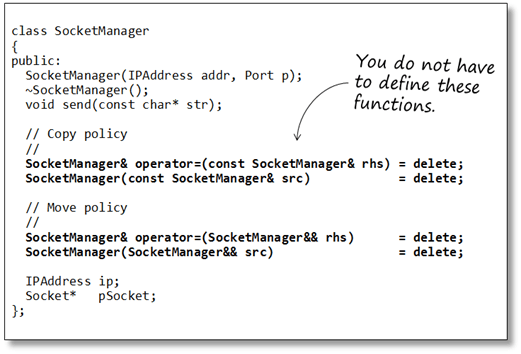 class SocketManager
{
public:
  SocketManager(IPAddress addr, Port p);
  ~SocketManager();
  void send(const char* str);
You do not have
to define these
functions.
  // Copy policy
  //
  SocketManager& operator=(const SocketManager& rhs) = delete;
  SocketManager(const SocketManager& src)            = delete;
  // Move policy
  //
  SocketManager& operator=(SocketManager&& rhs)      = delete;
  SocketManager(SocketManager&& src)                 = delete;
  IPAddress ip;
  Socket*   pSocket;
};